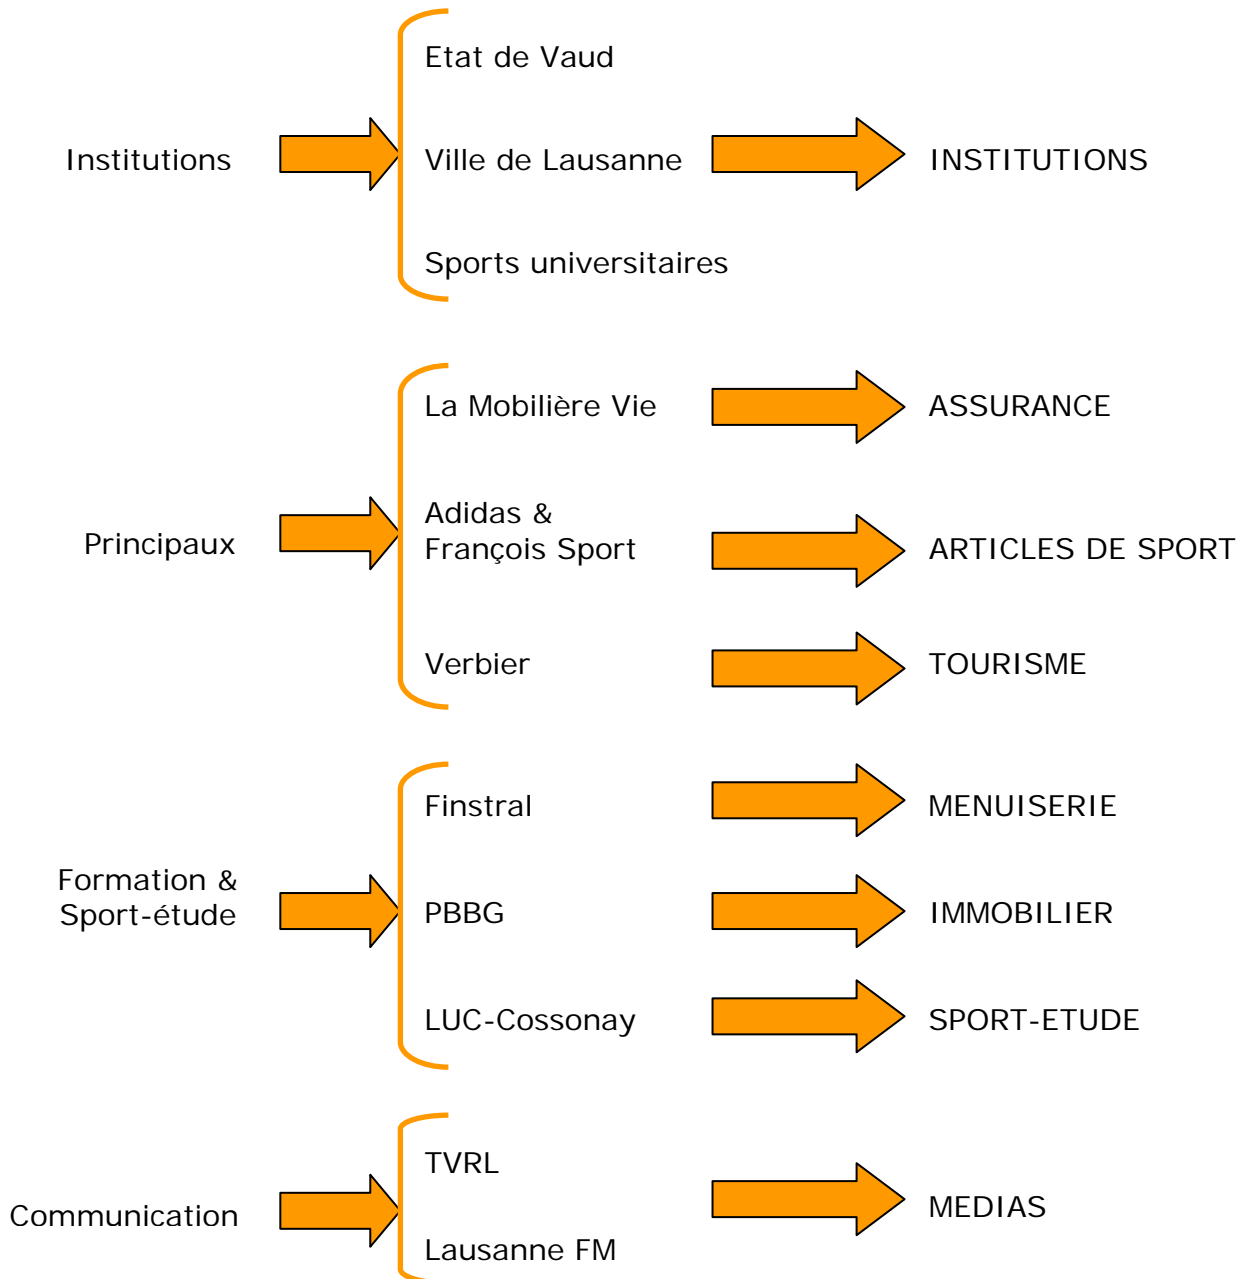 Etat de Vaud
Institutions
Ville de Lausanne
INSTITUTIONS
Sports universitaires
La Mobilière Vie
ASSURANCE
Principaux
Adidas &
François Sport
ARTICLES DE SPORT
Verbier
TOURISME
Finstral
MENUISERIE
Formation &
Sport-étude
PBBG
IMMOBILIER
LUC-Cossonay
SPORT-ETUDE
Communication
TVRL
MEDIAS
Lausanne FM